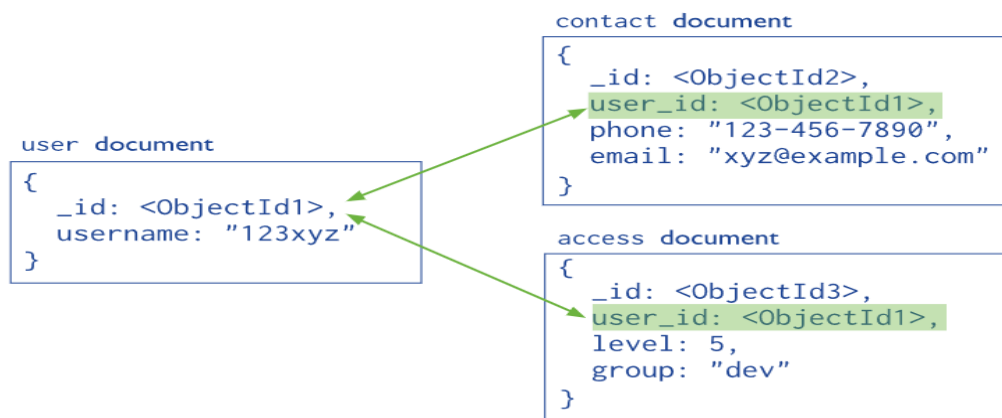 contact document
{
_id: <ObjectId2>,
user_id: <ObjectId1>,
phone: "123-456-7890",
email: "xyz@example.com"
}
user document
{
_id: <ObjectId1>,
username: "123xyz"
}
access document
{
_id: <ObjectId3>,
user_id: <ObjectId1>,
level: 5,
group: "dev"
}